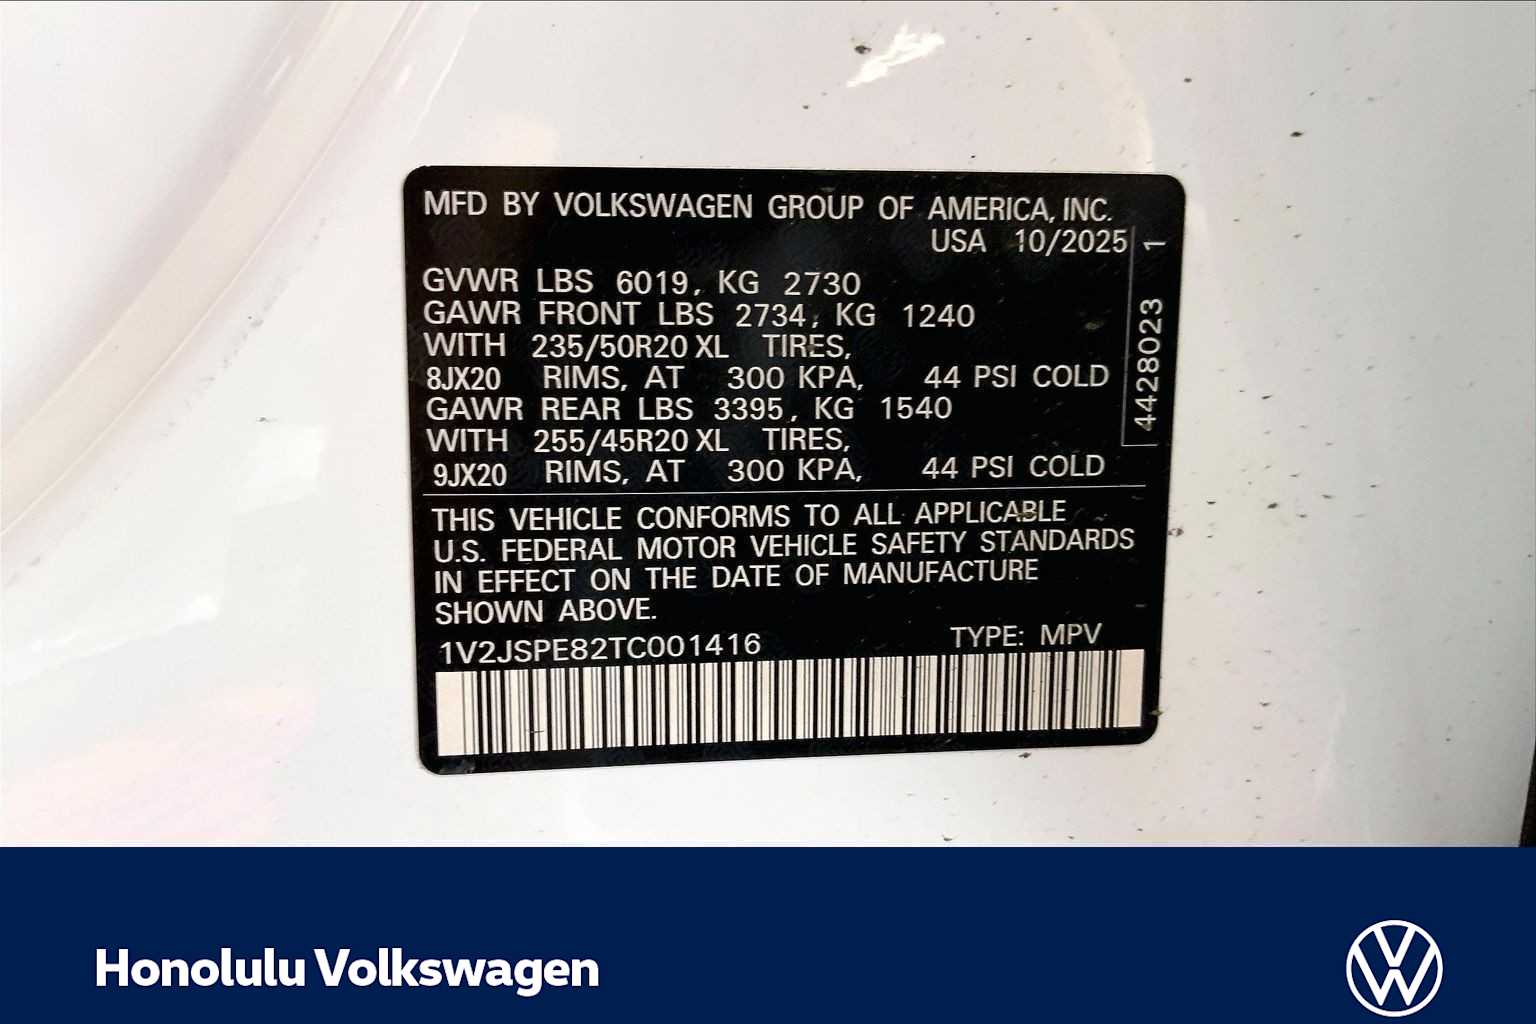 MFD BY VOLKSWAGEN GROUP OF AMERICA, INC.
USA 10/2025
GVWR LBS 6019, KG 2730
GAWR FRONT LBS 2734, KG 1240
WITH 235/50R20 XL TIRES,
8JX20 RIMS, AT 300 KPA, 44 PSI COLD
GAWR REAR LBS 3395, KG 1540
WITH 255/45R20 XL TIRES,
9JX20 RIMS, AT 300 KPA, 44 PSI COLD
4428023 1
THIS VEHICLE CONFORMS TO ALL APPLICABLE
U.S. FEDERAL MOTOR VEHICLE SAFETY STANDARDS
IN EFFECT ON THE DATE OF MANUFACTURE
SHOWN ABOVE.
1V2JSPE82TC001416 TYPE: MPV
Honolulu Volkswagen